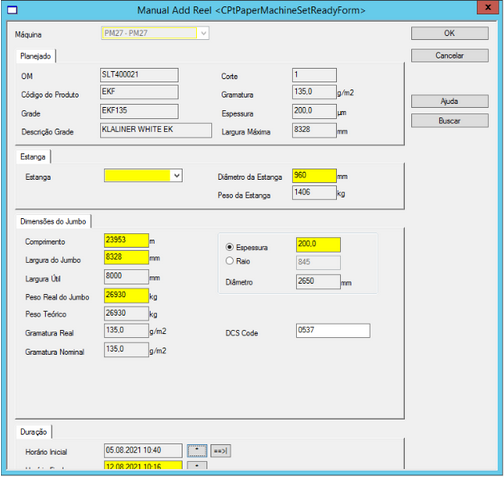 Manual Add Reel <CPtPaperMachineSetReadyForm>
x
Máquina PM27 - PM27 OK
Planejado Cancelar
OM SLT400021 Corte 1
Código do Produto EKF Gramatura 135,0 g/m2 Ajuda
Grade EKF135 Espessura 200,0 µm Buscar
Descrição Grade KLALINER WHITE EK Largura Máxima 8328 mm
Estanga
Estanga Diâmetro da Estanga 960 mm
Peso da Estanga 1406 kg
Dimensões do Jumbo
Comprimento 23953 m Espessura 200,0
Largura do Jumbo 8328 mm Raio 845
Largura Útil 8000 mm Diâmetro 2650 mm
Peso Real do Jumbo 26930 kg
Peso Teórico 26930 kg
Gramatura Real 135,0 g/m2 DCS Code 0537
Gramatura Nominal 135,0 g/m2
Duração
Horário Inicial 05.08.2021 10:40 * ==>|
12.08.2021 10:16 *